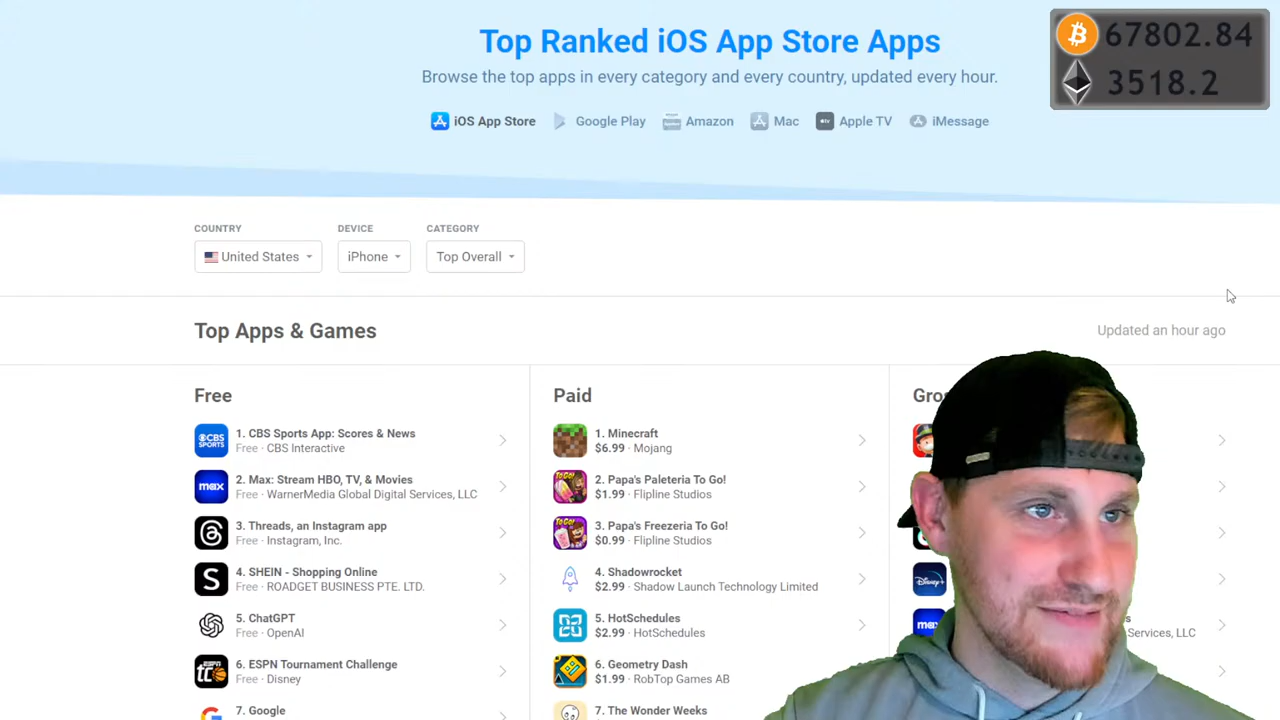 Top Ranked iOS App Store Apps
Browse the top apps in every category and every country, updated every hour.
67802.84
3518.2
iOS App Store
Google Play
Amazon
Mac
Apple TV
iMessage
COUNTRY
DEVICE
CATEGORY
United States
iPhone
Top Overall
Top Apps & Games
Updated an hour ago
Free
1. CBS Sports App: Scores & News
Free · CBS Interactive
2. Max: Stream HBO, TV, & Movies
Free · WarnerMedia Global Digital Services, LLC
3. Threads, an Instagram app
Free · Instagram, Inc.
4. SHEIN - Shopping Online
Free · ROADGET BUSINESS PTE. LTD.
5. ChatGPT
Free · OpenAI
6. ESPN Tournament Challenge
Free · Disney
7. Google
Paid
1. Minecraft
$6.99 · Mojang
2. Papa's Paleteria To Go!
$1.99 · Flipline Studios
3. Papa's Freezeria To Go!
$0.99 · Flipline Studios
4. Shadowrocket
$2.99 · Shadow Launch Technology Limited
5. HotSchedules
$2.99 · HotSchedules
6. Geometry Dash
$1.99 · RobTop Games AB
7. The Wonder Weeks
Services, LLC